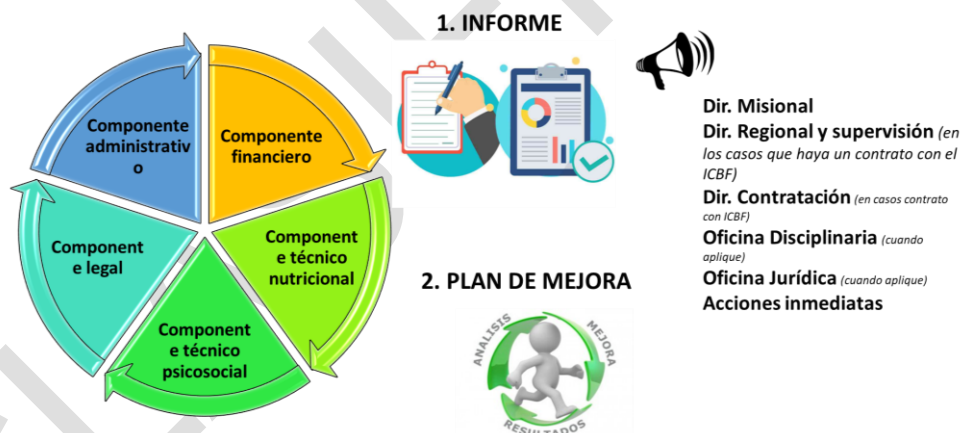 Componente
administrativ
o
Componente
financiero
Component
e técnico
nutricional
Component
e técnico
psicosocial
Component
e legal
1. INFORME
2. PLAN DE MEJORA
ANALISIS
MEJORA
RESULTADOS
Dir. Misional
Dir. Regional y supervisión (en
los casos que haya un contrato con el
ICBF)
Dir. Contratación (en casos contrato
con ICBF)
Oficina Disciplinaria (cuando
aplique)
Oficina Jurídica (cuando aplique)
Acciones inmediatas